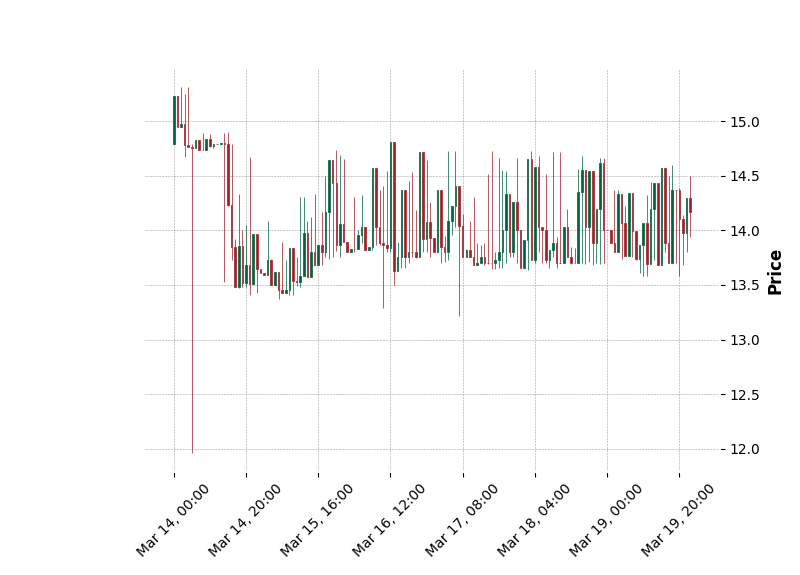 15.0
14.5
14.0
13.5
13.0
12.5
12.0
Price
Mar 14, 00:00
Mar 14, 20:00
Mar 15, 16:00
Mar 16, 12:00
Mar 17, 08:00
Mar 18, 04:00
Mar 19, 00:00
Mar 19, 20:00